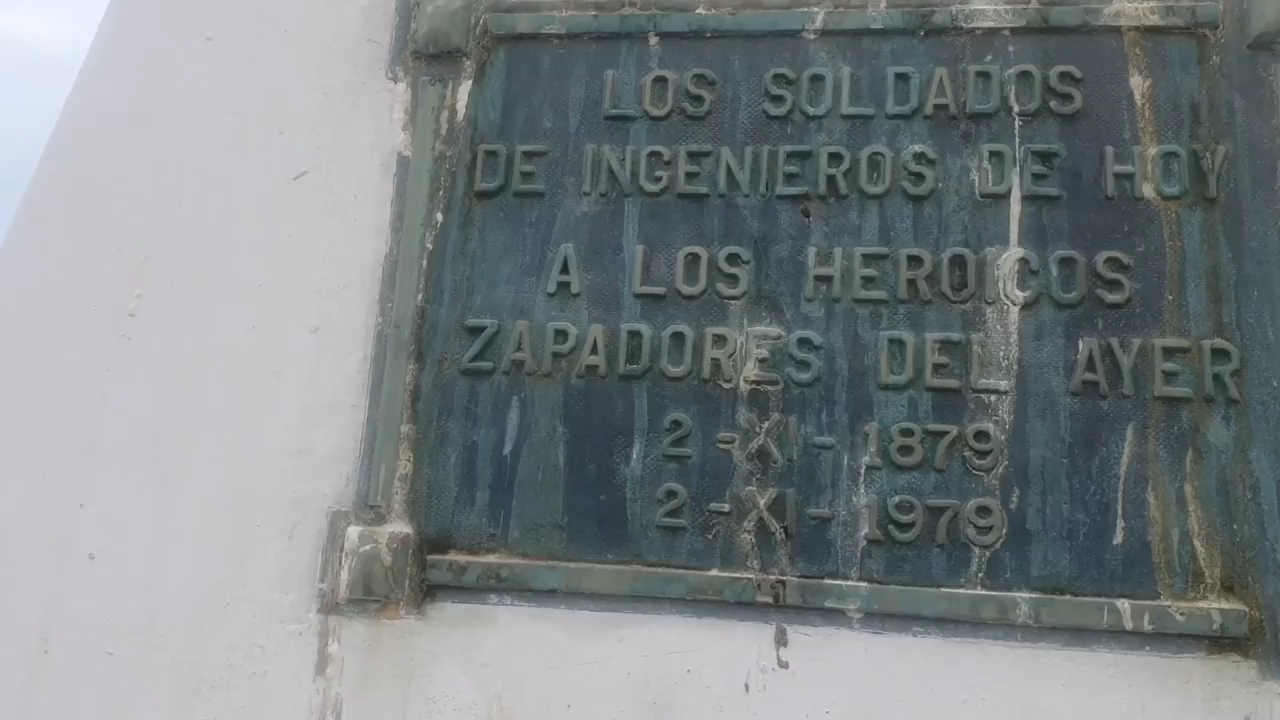 LOS SOLDADOS
DE INGENIEROS DE HOY
A LOS HEROICOS
ZAPADORES DEL AYER
2-XI-1879
2-XI-1979